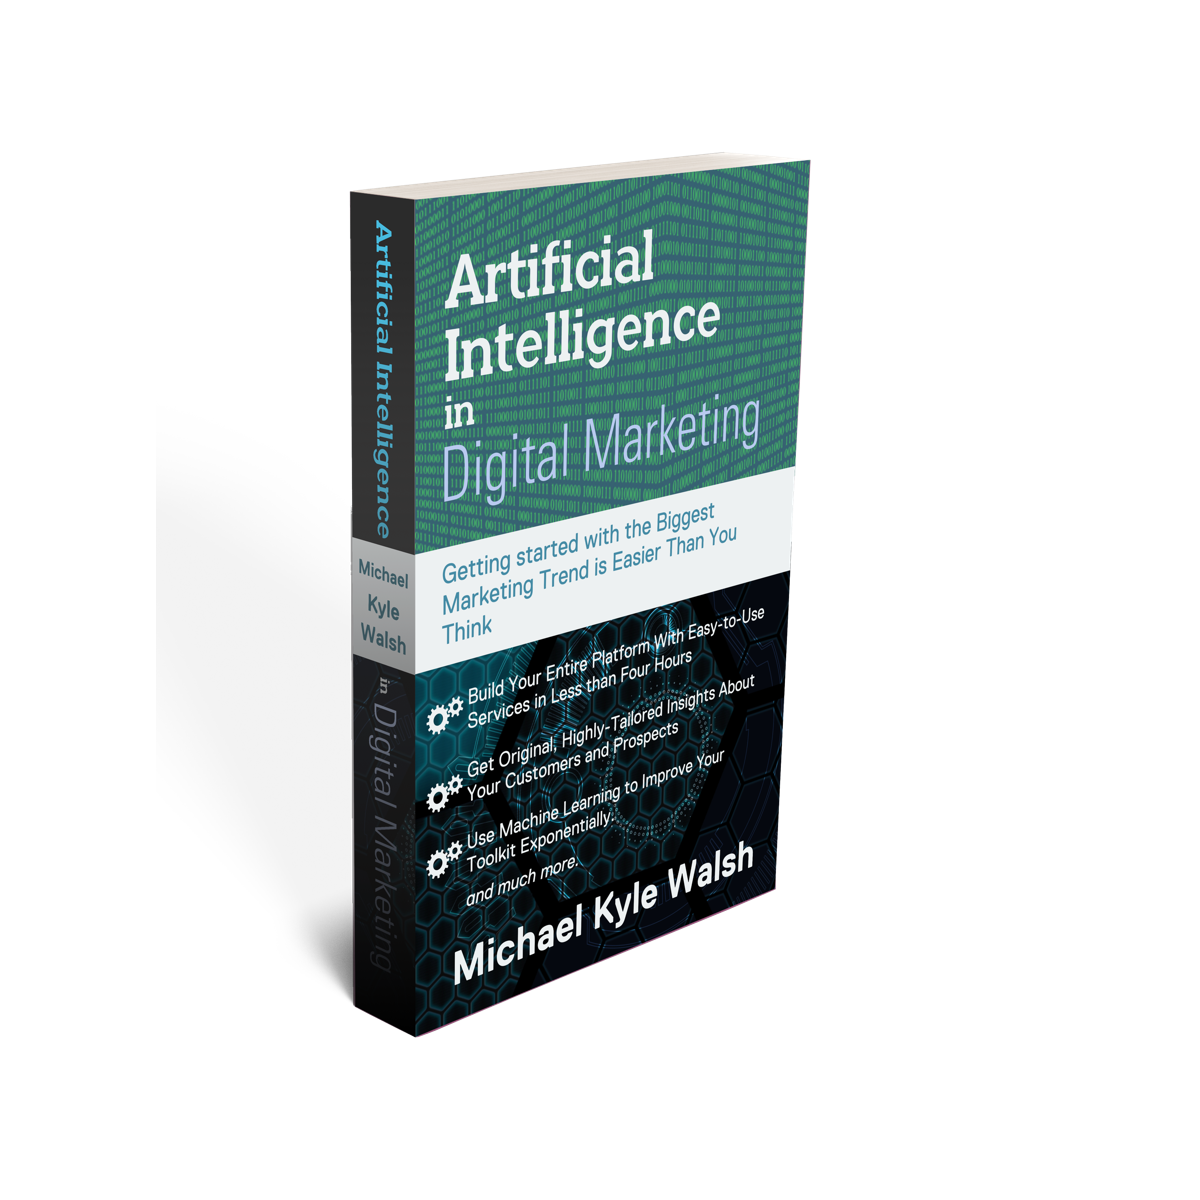 Artificial
Intelligence
in
Digital Marketing
Getting started with the Biggest
Marketing Trend is Easier Than You
Think
Build Your Entire Platform With Easy-to-Use
Services in Less than Four Hours
Get Original, Highly-Tailored Insights About
Your Customers and Prospects
Use Machine Learning to Improve Your
Toolkit Exponentially.
and much more.
Michael Kyle Walsh
Artificial Intelligence
Michael
Kyle
Walsh
in Digital Marketing